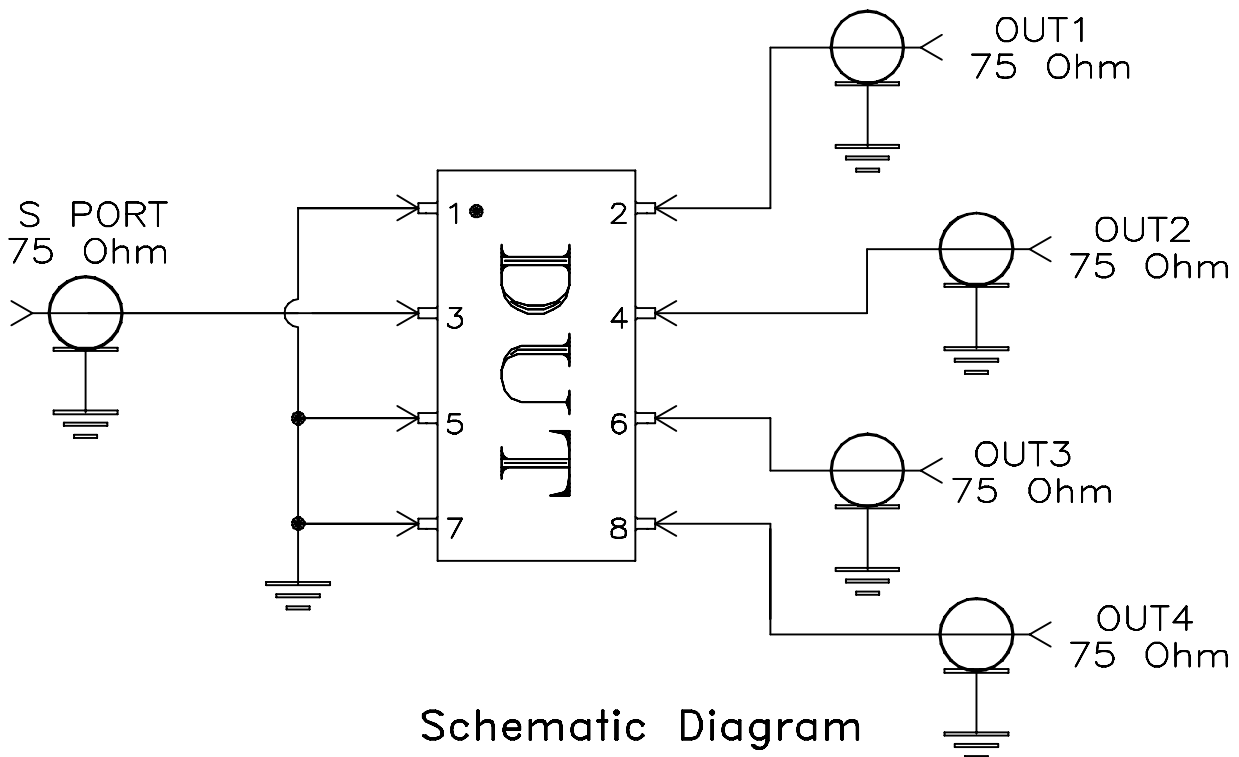 OUT1
75 Ohm
S PORT
75 Ohm
1
2
OUT2
75 Ohm
3
4
DUT
5
6
OUT3
75 Ohm
7
8
OUT4
75 Ohm
Schematic Diagram